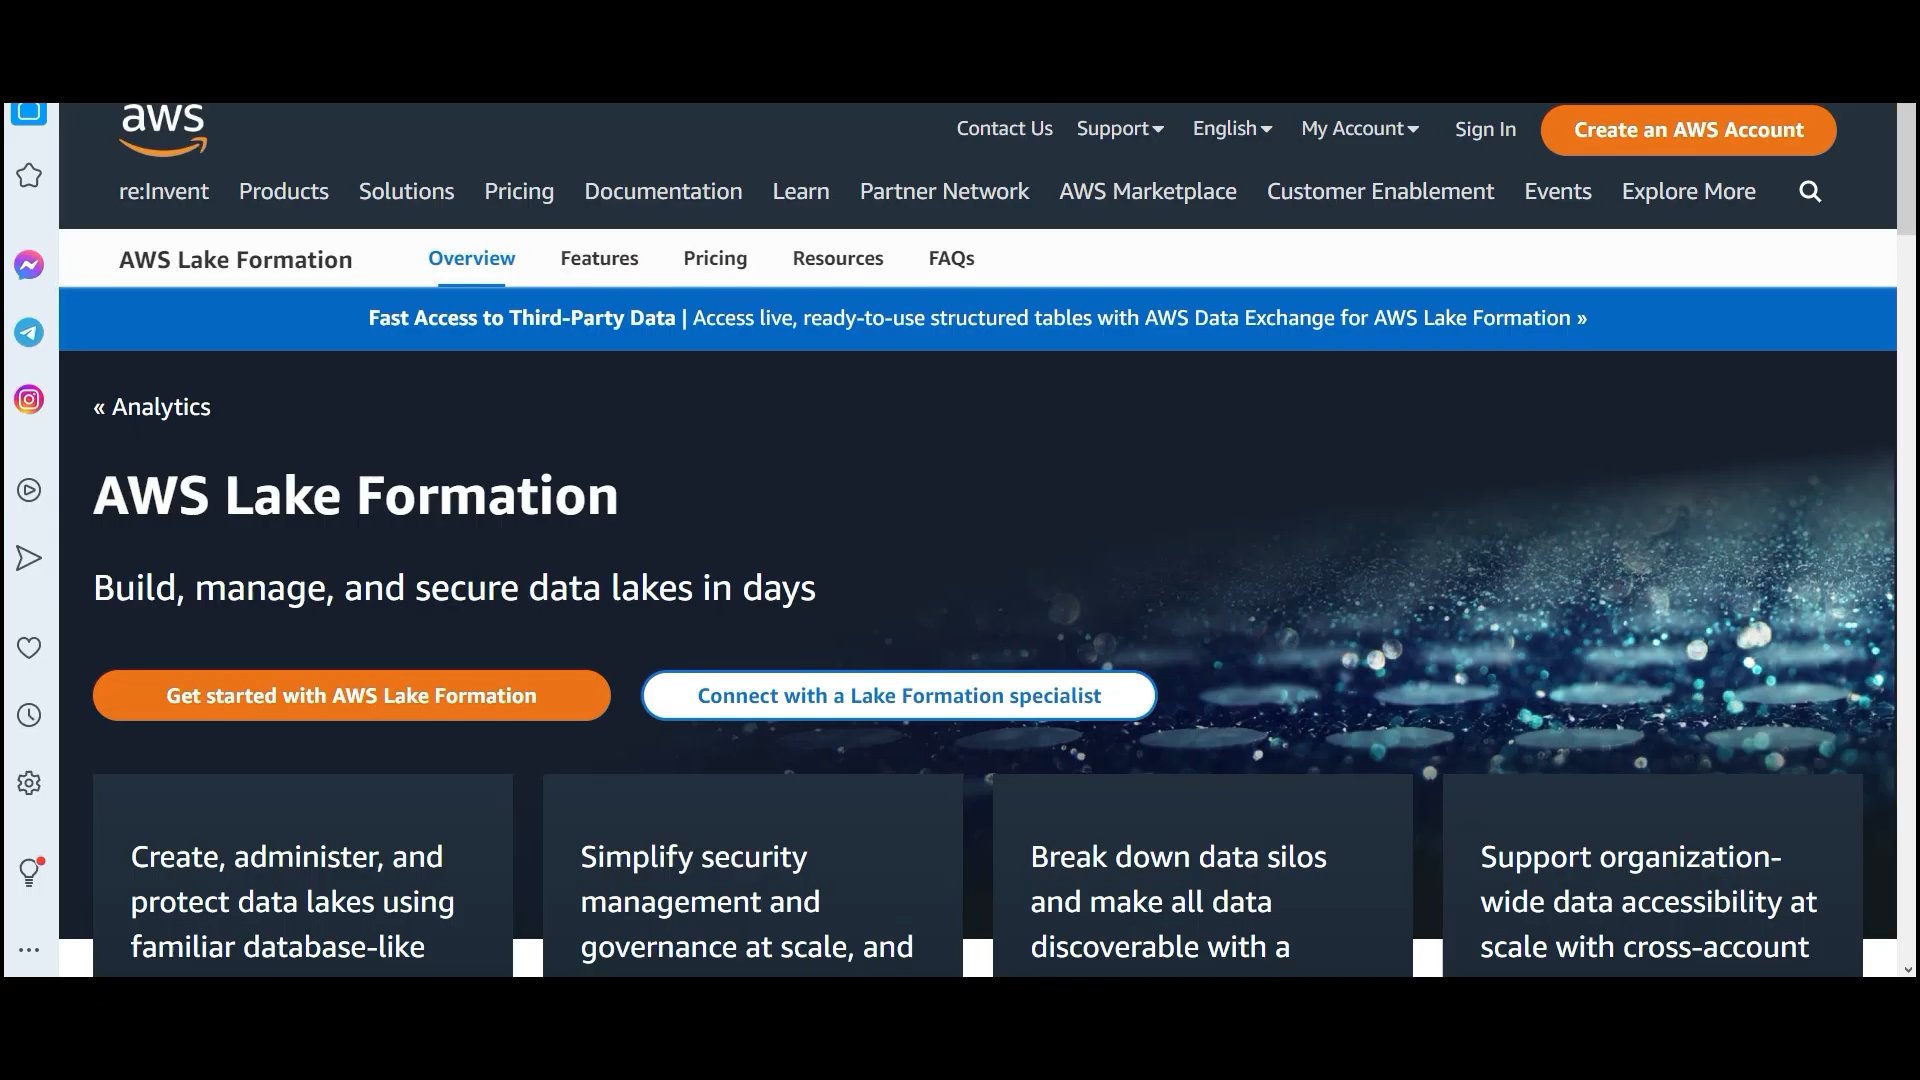 aws
Contact Us Support English My Account Sign In Create an AWS Account
re:Invent Products Solutions Pricing Documentation Learn Partner Network AWS Marketplace Customer Enablement Events Explore More
AWS Lake Formation Overview Features Pricing Resources FAQs
Fast Access to Third-Party Data | Access live, ready-to-use structured tables with AWS Data Exchange for AWS Lake Formation »
« Analytics
AWS Lake Formation
Build, manage, and secure data lakes in days
Get started with AWS Lake Formation Connect with a Lake Formation specialist
Create, administer, and
protect data lakes using
familiar database-like
Simplify security
management and
governance at scale, and
Break down data silos
and make all data
discoverable with a
Support organization-
wide data accessibility at
scale with cross-account